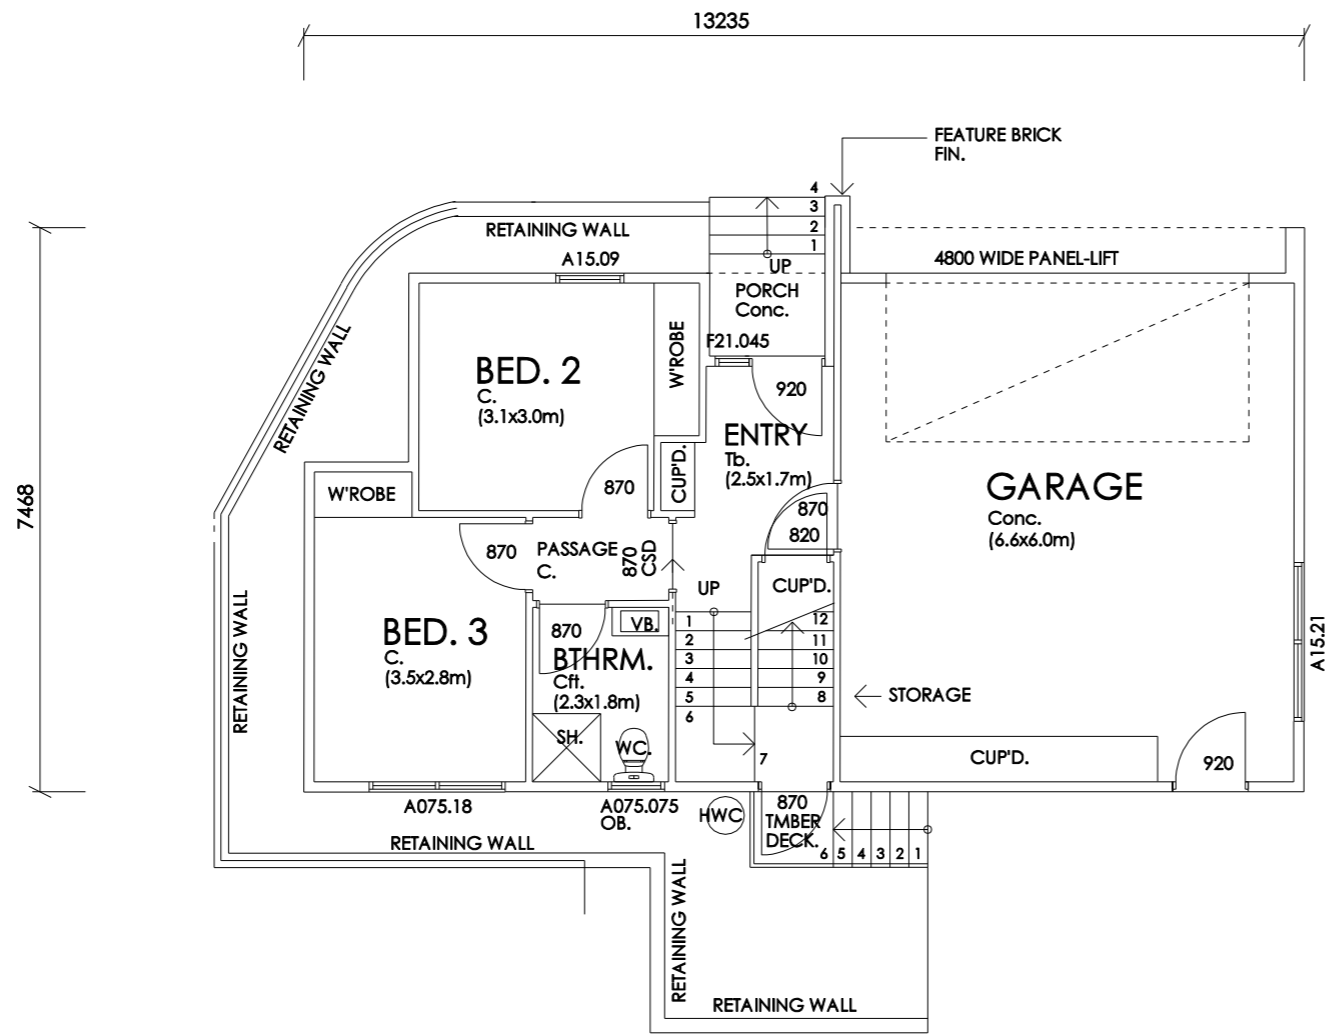 13235
FEATURE BRICK
FIN.
4
3
2
1
UP
RETAINING WALL
A15.09
4800 WIDE PANEL-LIFT
PORCH
Conc.
F21.045
W'ROBE
BED. 2
C.
(3.1x3.0m)
920
RETAINING WALL
ENTRY
Tb.
(2.5x1.7m)
CUP'D.
7468
W'ROBE
870
870
820
GARAGE
Conc.
(6.6x6.0m)
870
PASSAGE
C.
870
CSD
UP
CUP'D.
BED. 3
C.
(3.5x2.8m)
870
VB.
BTHRM.
Cft.
(2.3x1.8m)
1
2
3
4
5
6
12
11
10
9
8
7
RETAINING WALL
A15.21
STORAGE
SH.
WC.
CUP'D.
920
A075.18
A075.075
OB.
HWC
870
TMBER
DECK.
6 5 4 3 2 1
RETAINING WALL
RETAINING WALL
RETAINING WALL